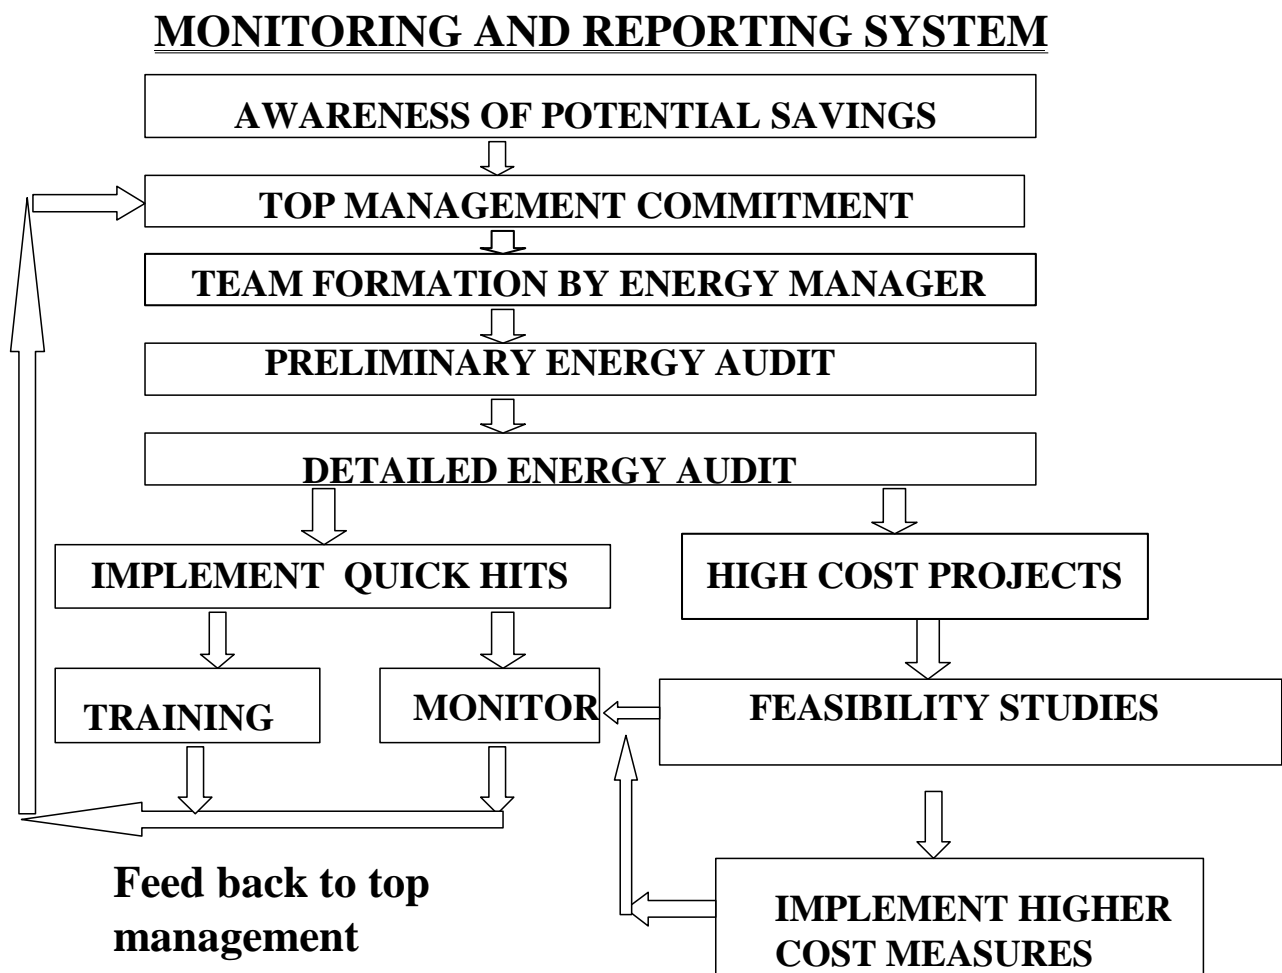 MONITORING AND REPORTING SYSTEM
AWARENESS OF POTENTIAL SAVINGS
TOP MANAGEMENT COMMITMENT
TEAM FORMATION BY ENERGY MANAGER
PRELIMINARY ENERGY AUDIT
DETAILED ENERGY AUDIT
IMPLEMENT QUICK HITS
HIGH COST PROJECTS
TRAINING
MONITOR
FEASIBILITY STUDIES
Feed back to top
management
IMPLEMENT HIGHER
COST MEASURES